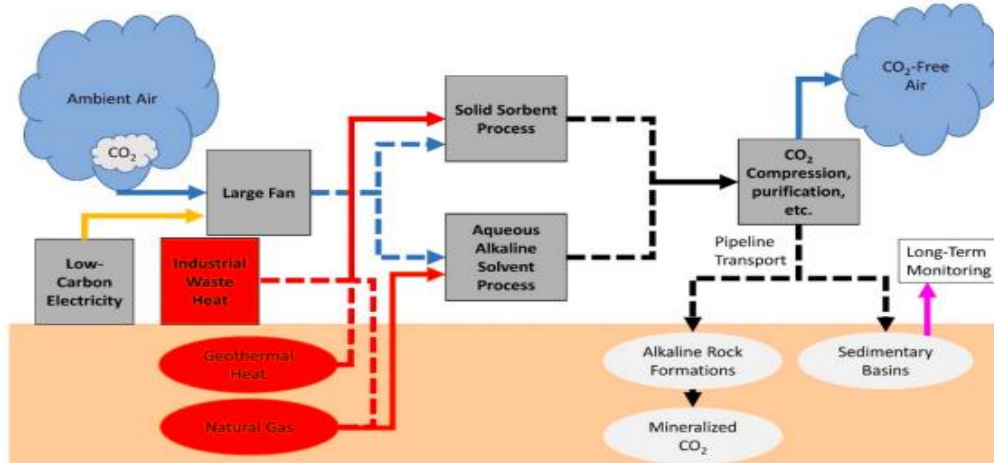 Ambient Air
CO₂
CO₂-Free
Air
Solid Sorbent
Process
Large Fan
CO₂
Compression,
purification,
etc.
Low-
Carbon
Electricity
Industrial
Waste
Heat
Aqueous
Alkaline
Solvent
Process
Pipeline
Transport
Long-Term
Monitoring
Geothermal
Heat
Alkaline Rock
Formations
Sedimentary
Basins
Natural Gas
Mineralized
CO₂